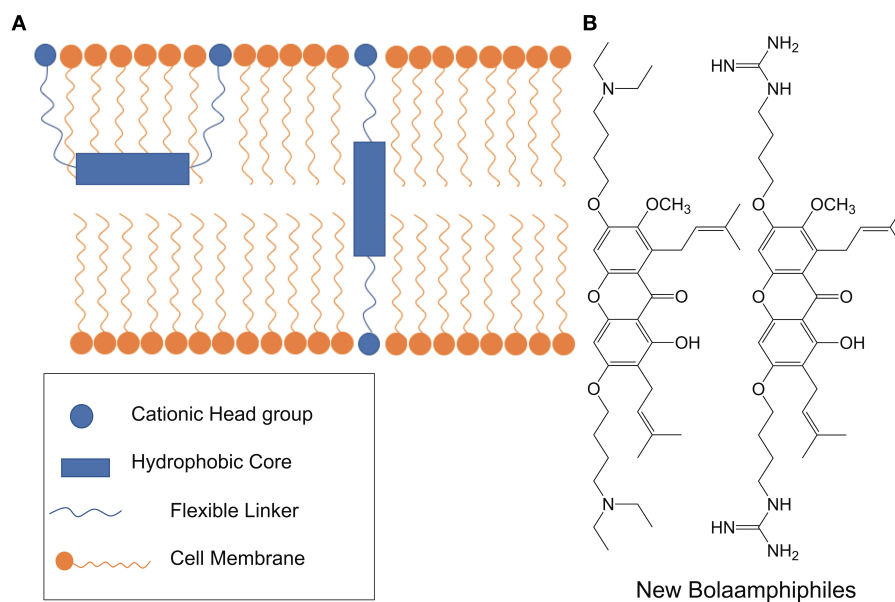 A
B
Cationic Head group
Hydrophobic Core
Flexible Linker
Cell Membrane
N
O
OCH3
O
O
OH
O
N
NH2
HN
NH
O
OCH3
O
O
OH
O
NH
HN
NH2
New Bolaamphiphiles